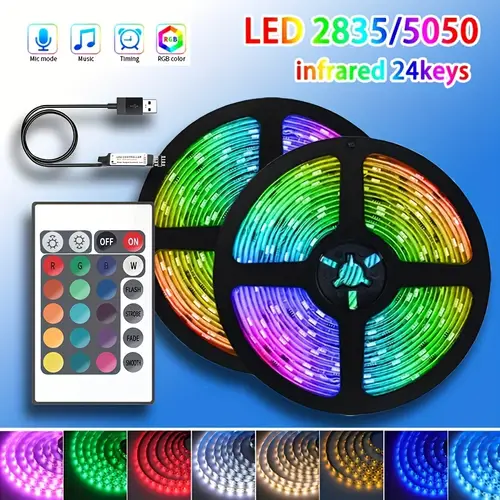 RGB
Mic mode
Music
Timing
RGB color
LED 2835/5050
infrared 24keys
OFF
ON
R
G
B
W
FLASH
STROBE
FADE
SMOOTH